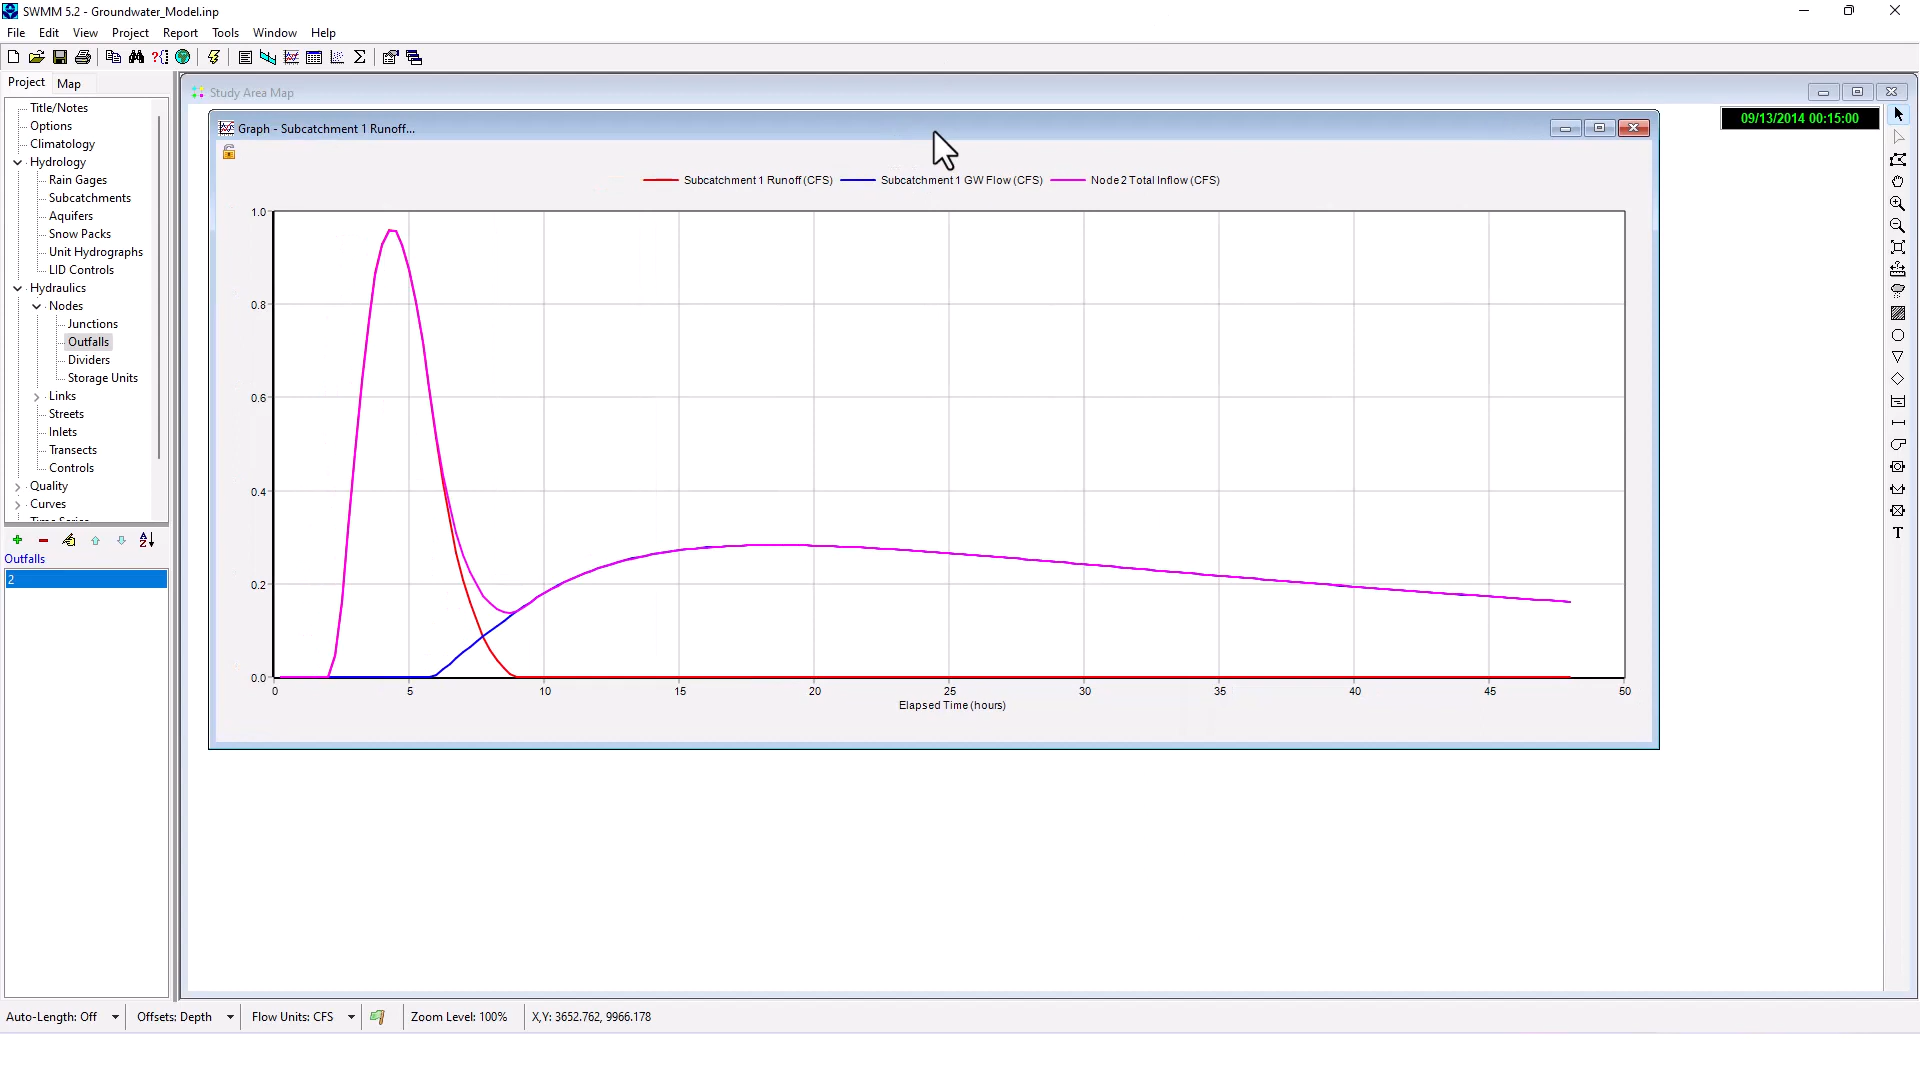 SWMM 5.2 - Groundwater_Model.inp
File Edit View Project Report Tools Window Help
Project Map
Title/Notes
Options
Climatology
Hydrology
Rain Gages
Subcatchments
Aquifers
Snow Packs
Unit Hydrographs
LID Controls
Hydraulics
Nodes
Junctions
Outfalls
Dividers
Storage Units
Links
Streets
Inlets
Transects
Controls
Quality
Curves
Time Series
Outfalls
2
Study Area Map
Graph - Subcatchment 1 Runoff...
09/13/2014 00:15:00
Subcatchment 1 Runoff (CFS) Subcatchment 1 GW Flow (CFS) Node 2 Total Inflow (CFS)
1.0
0.8
0.6
0.4
0.2
0.0
0 5 10 15 20 25 30 35 40 45 50
Elapsed Time (hours)
T
Auto-Length: Off Offsets: Depth Flow Units: CFS Zoom Level: 100% X,Y: 3652.762, 9966.178